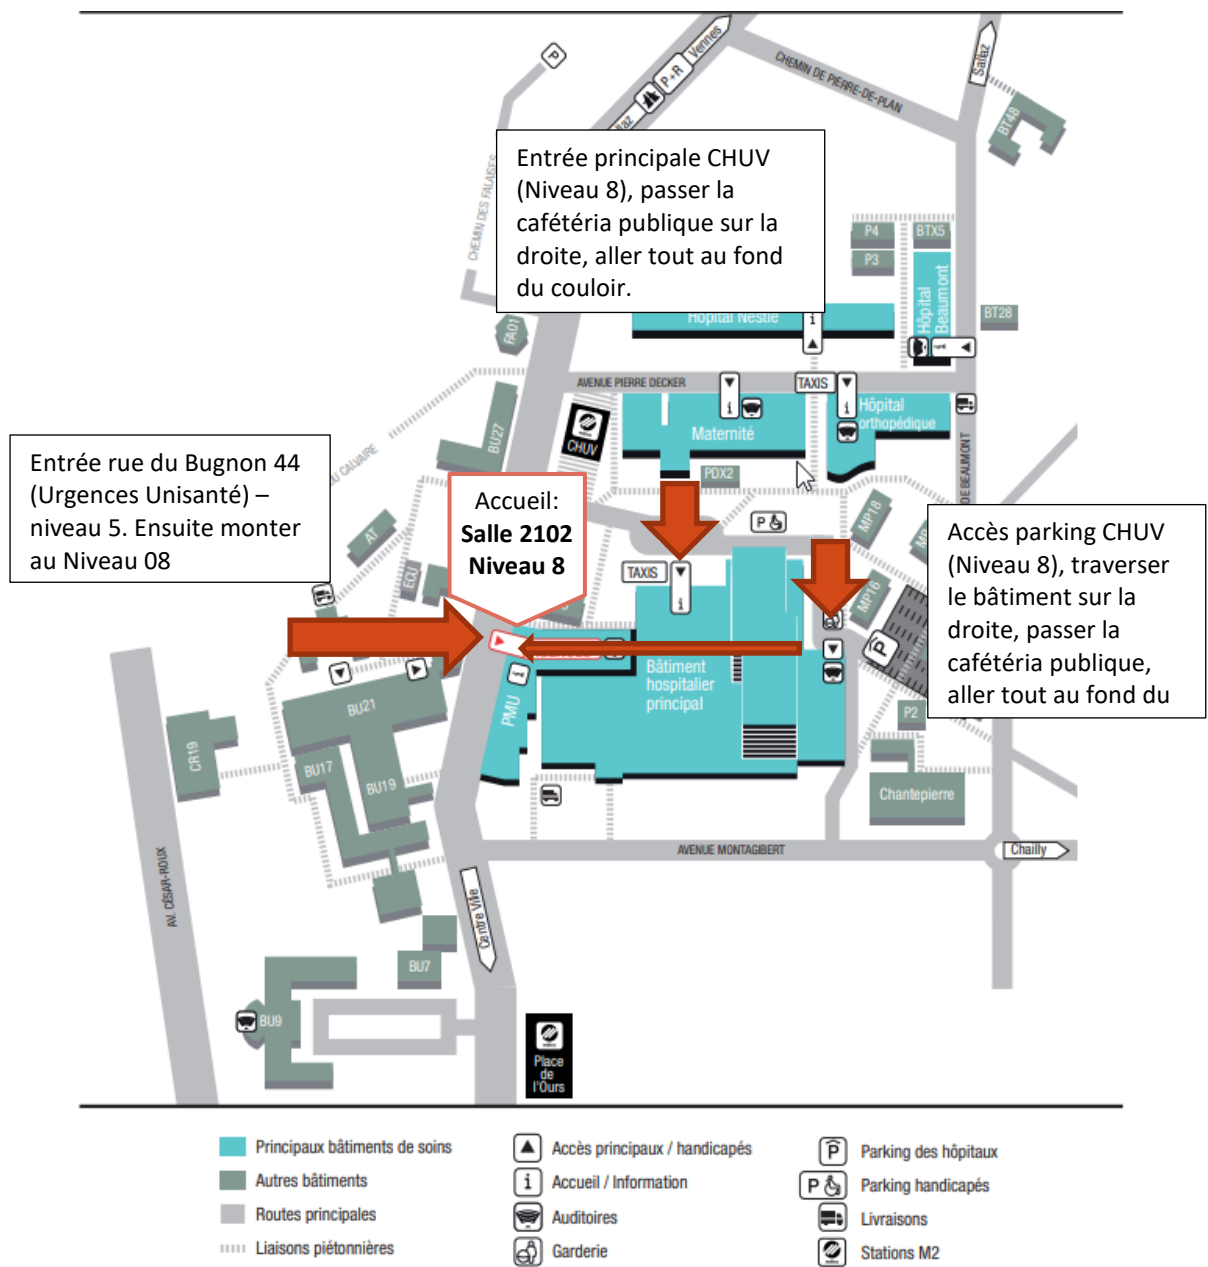 Vennes
P+R
Sallaz
P
CHEMIN DE PIERRE-DE-PLAN
BT48
CHEMIN DES FALAISES
Entrée principale CHUV
(Niveau 8), passer la
cafétéria publique sur la
droite, aller tout au fond
du couloir.
P4
BTX5
P3
Hôpital
Beaumont
BT28
Hôpital Nestlé
i
FA01
AVENUE PIERRE DECKER
TAXIS
i
i
Hôpital
orthopédique
Maternité
CHUV
BU27
PDX2
DE BEAUMONT
Entrée rue du Bugnon 44
(Urgences Unisanté) –
niveau 5. Ensuite monter
au Niveau 08
DU CALVAIRE
Accueil:
Salle 2102
Niveau 8
AT
ECU
P
MP18
MP16
Accès parking CHUV
(Niveau 8), traverser
le bâtiment sur la
droite, passer la
cafétéria publique,
aller tout au fond du
TAXIS
i
P
Bâtiment
hospitalier
principal
PMU
P2
BU21
CR19
BU17
BU19
Chantepierre
AVENUE MONTAGIBERT
Chailly
AV. CÉSAR-ROUX
Centre Ville
BU7
BU9
Place
de
l'Ours
Principaux bâtiments de soins
Autres bâtiments
Routes principales
Liaisons piétonnières
Accès principaux / handicapés
i Accueil / Information
Auditoires
Garderie
P Parking des hôpitaux
P Parking handicapés
Livraisons
Stations M2